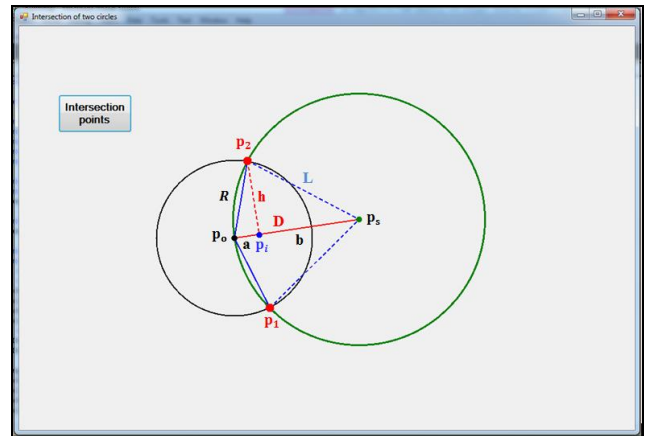 Intersection of two circles
Intersection
points
p₂
L
R
h
D
pₛ
pₒ
a
pᵢ
b
p₁